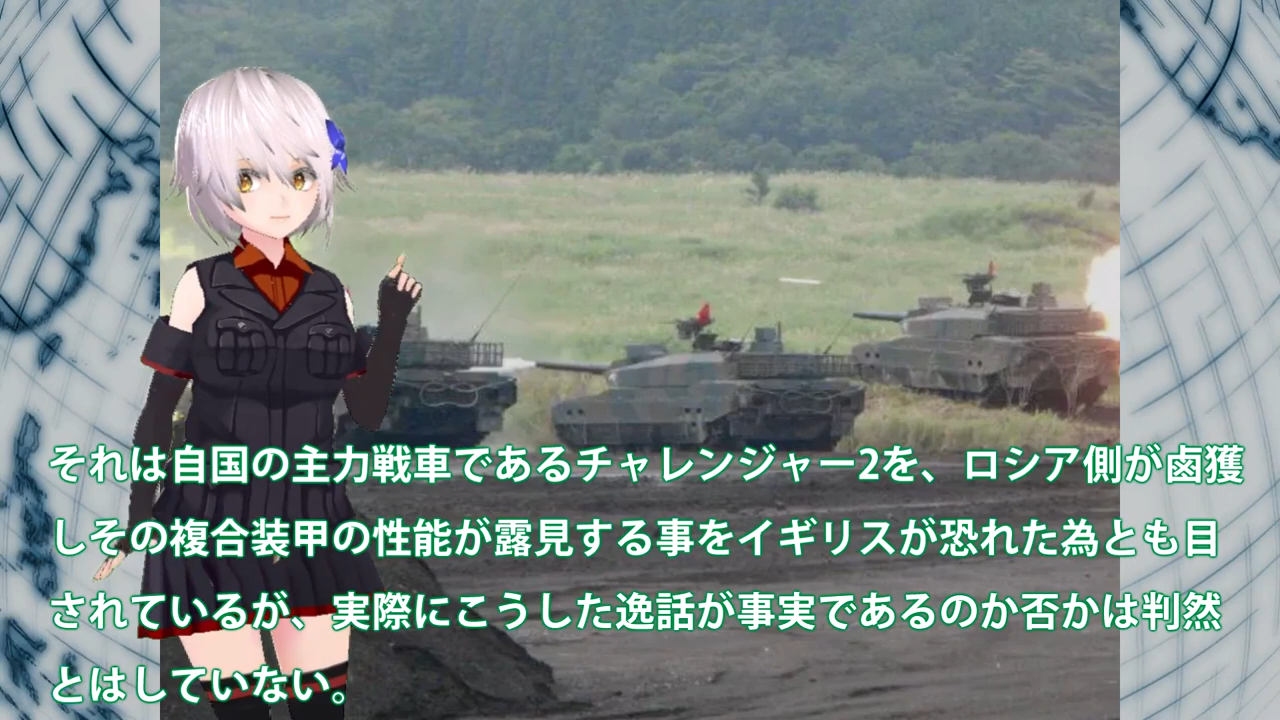 それは自国の主力戦車であるチャレンジャー2を、ロシア側が鹵獲
しその複合装甲の性能が露見する事をイギリスが恐れた為とも目
されているが、実際にこうした逸話が事実であるのか否かは判然
とはしていない。